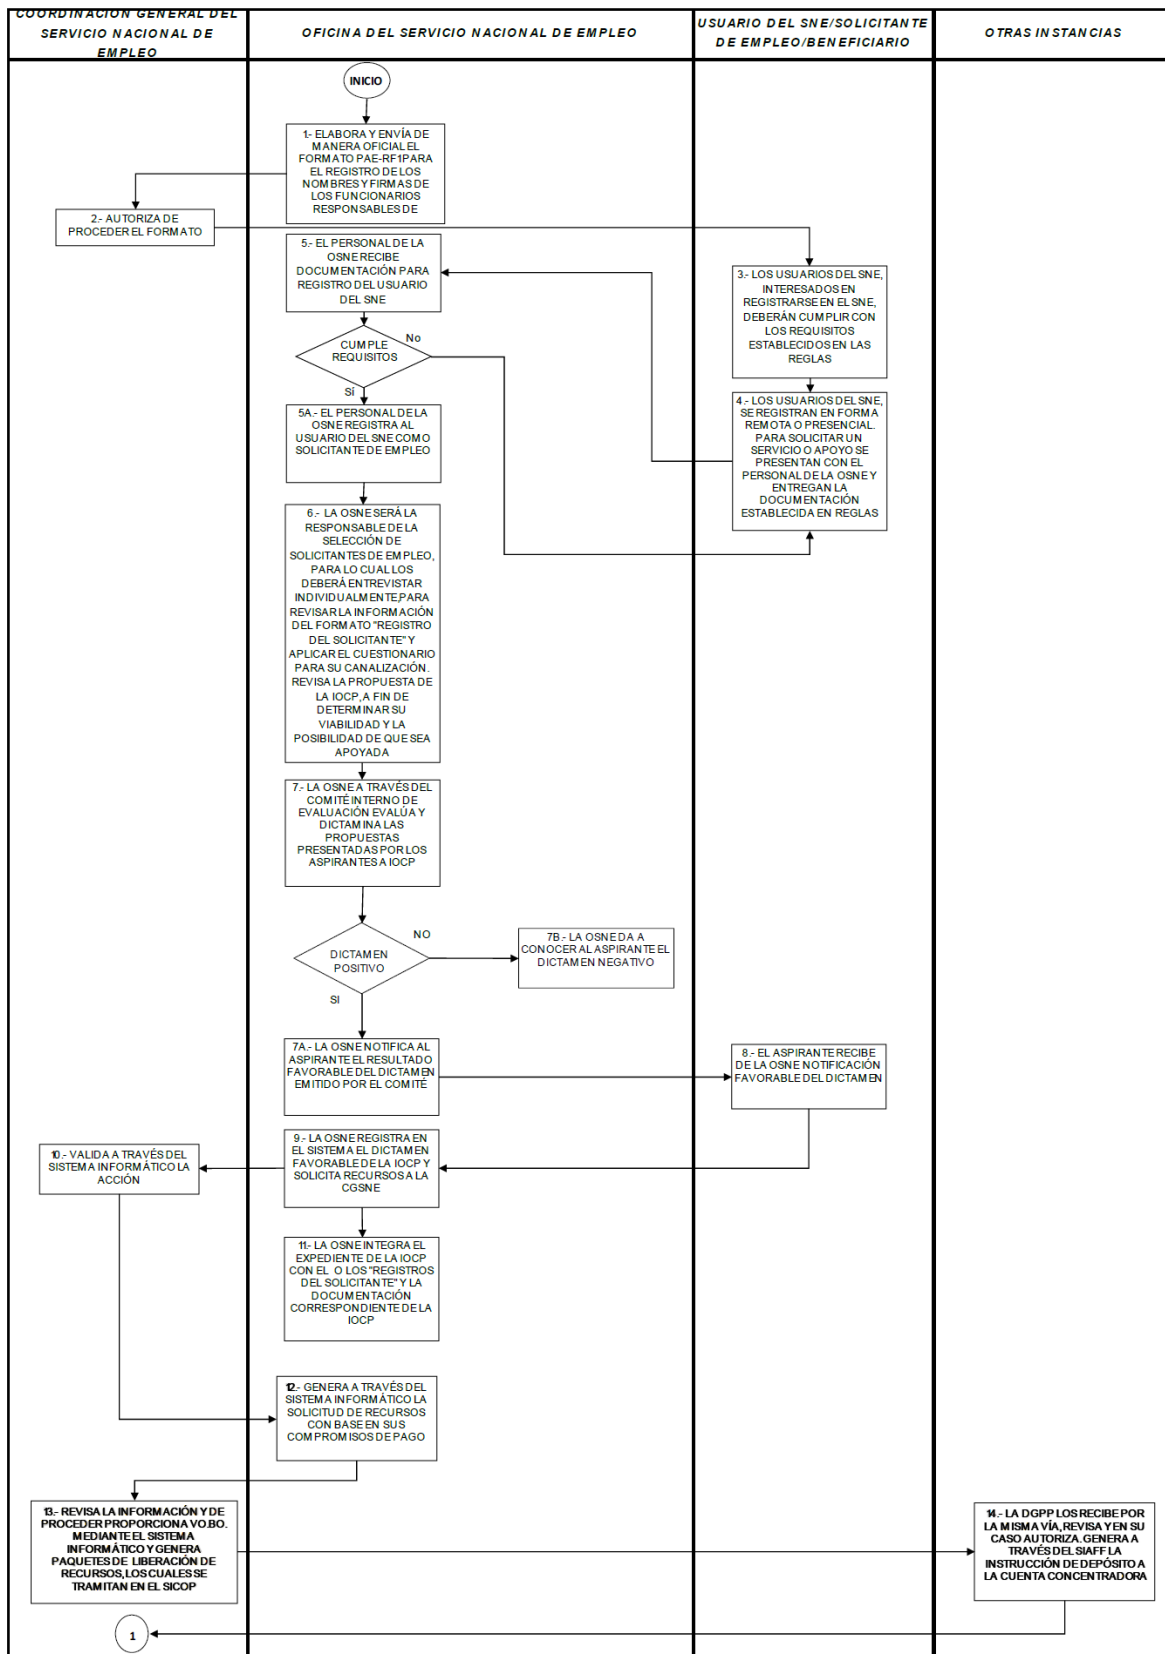 COORDINACIÓN GENERAL DEL
SERVICIO NACIONAL DE
EMPLEO
OFICINA DEL SERVICIO NACIONAL DE EMPLEO
USUARIO DEL SNE/SOLICITANTE
DE EMPLEO/BENEFICIARIO
OTRAS INSTANCIAS
INICIO
1.- ELABORA Y ENVÍA DE
MANERA OFICIAL EL
FORMATO PAE-RF1 PARA
EL REGISTRO DE LOS
NOMBRES Y FIRMAS DE
LOS FUNCIONARIOS
RESPONSABLES DE
2.- AUTORIZA DE
PROCEDER EL FORMATO
3.- LOS USUARIOS DEL SNE,
INTERESADOS EN
REGISTRARSE EN EL SNE,
DEBERÁN CUMPLIR CON
LOS REQUISITOS
ESTABLECIDOS EN LAS
REGLAS
4.- LOS USUARIOS DEL SNE,
SE REGISTRAN EN FORMA
REMOTA O PRESENCIAL.
PARA SOLICITAR UN
SERVICIO O APOYO SE
PRESENTAN CON EL
PERSONAL DE LA OSNE Y
ENTREGAN LA
DOCUMENTACIÓN
ESTABLECIDA EN REGLAS
5.- EL PERSONAL DE LA
OSNE RECIBE
DOCUMENTACIÓN PARA
REGISTRO DEL USUARIO
DEL SNE
CUMPLE
REQUISITOS
No
Sí
5A.- EL PERSONAL DE LA
OSNE REGISTRA AL
USUARIO DEL SNE COMO
SOLICITANTE DE EMPLEO
6.- LA OSNE SERÁ LA
RESPONSABLE DE LA
SELECCIÓN DE
SOLICITANTES DE EMPLEO,
PARA LO CUAL LOS
DEBERÁ ENTREVISTAR
INDIVIDUALMENTE, PARA
REVISAR LA INFORMACIÓN
DEL FORMATO "REGISTRO
DEL SOLICITANTE" Y
APLICAR EL CUESTIONARIO
PARA SU CANALIZACIÓN.
REVISA LA PROPUESTA DE
LA IOCP, A FIN DE
DETERMINAR SU
VIABILIDAD Y LA
POSIBILIDAD DE QUE SEA
APOYADA
7.- LA OSNE A TRAVÉS DEL
COMITÉ INTERNO DE
EVALUACIÓN EVALÚA Y
DICTAMINA LAS
PROPUESTAS
PRESENTADAS POR LOS
ASPIRANTES A IOCP
DICTAMEN
POSITIVO
NO
SI
7B.- LA OSNE DA A
CONOCER AL ASPIRANTE EL
DICTAMEN NEGATIVO
7A.- LA OSNE NOTIFICA AL
ASPIRANTE EL RESULTADO
FAVORABLE DEL DICTAMEN
EMITIDO POR EL COMITÉ
8.- EL ASPIRANTE RECIBE
DE LA OSNE NOTIFICACIÓN
FAVORABLE DEL DICTAMEN
9.- LA OSNE REGISTRA EN
EL SISTEMA EL DICTAMEN
FAVORABLE DE LA IOCP Y
SOLICITA RECURSOS A LA
CGSNE
10.- VALIDA A TRAVÉS DEL
SISTEMA INFORMÁTICO LA
ACCIÓN
11.- LA OSNE INTEGRA EL
EXPEDIENTE DE LA IOCP
CON EL O LOS "REGISTROS
DEL SOLICITANTE" Y LA
DOCUMENTACIÓN
CORRESPONDIENTE DE LA
IOCP
12.- GENERA A TRAVÉS DEL
SISTEMA INFORMÁTICO LA
SOLICITUD DE RECURSOS
CON BASE EN SUS
COMPROMISOS DE PAGO
13.- REVISA LA INFORMACIÓN Y DE
PROCEDER PROPORCIONA VO.BO.
MEDIANTE EL SISTEMA
INFORMÁTICO Y GENERA
PAQUETES DE LIBERACIÓN DE
RECURSOS, LOS CUALES SE
TRAMITAN EN EL SICOP
14.- LA DGPP LOS RECIBE POR
LA MISMA VÍA, REVISA Y EN SU
CASO AUTORIZA. GENERA A
TRAVÉS DEL SIAFF LA
INSTRUCCIÓN DE DEPÓSITO A
LA CUENTA CONCENTRADORA
1